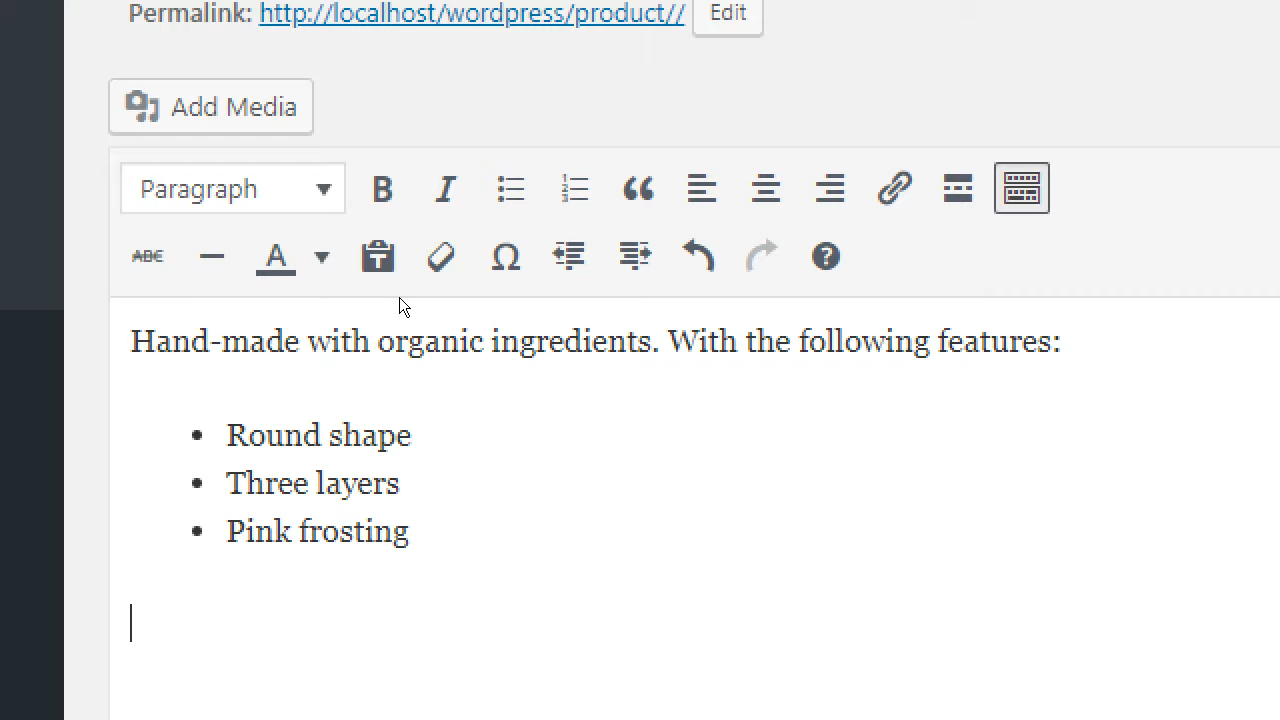 Permalink: http://localhost/wordpress/product// Edit
Add Media
Paragraph B I
ABC A T Ω ?
Hand-made with organic ingredients. With the following features:
• Round shape
• Three layers
• Pink frosting